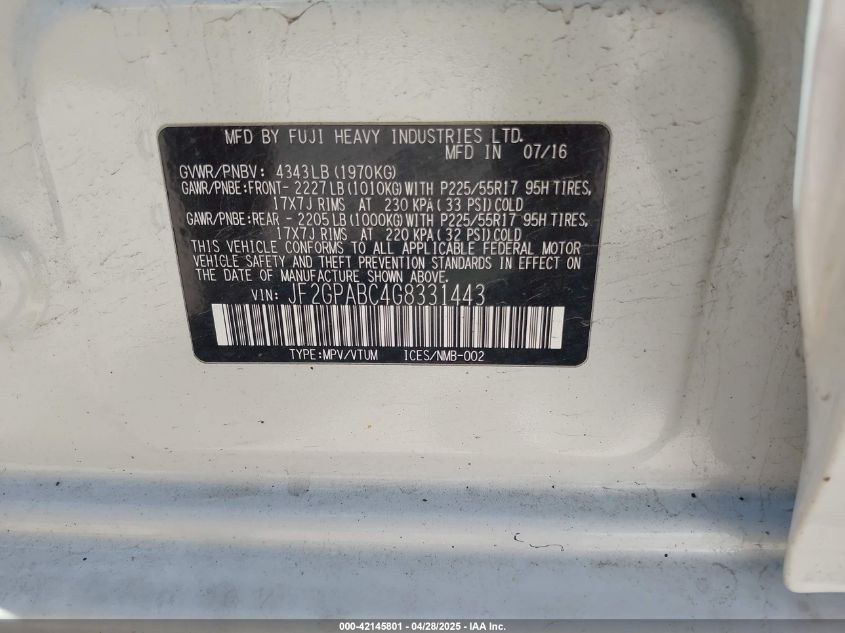 MFD BY FUJI HEAVY INDUSTRIES LTD.
MFD IN 07/16
GVWR/PNBV: 4343LB(1970KG)
GAWR/PNBE:FRONT- 2227LB(1010KG)WITH P225/55R17 95H TIRES,
17X7J RIMS AT 230 KPA( 33 PSI)COLD
GAWR/PNBE:REAR - 2205LB(1000KG)WITH P225/55R17 95H TIRES,
17X7J RIMS AT 220 KPA( 32 PSI)COLD
THIS VEHICLE CONFORMS TO ALL APPLICABLE FEDERAL MOTOR
VEHICLE SAFETY AND THEFT PREVENTION STANDARDS IN EFFECT ON
THE DATE OF MANUFACTURE SHOWN ABOVE.
VIN: JF2GPABC4G8331443
TYPE:MPV/VTUM ICES/NMB-002
000-42145801 - 04/28/2025 - IAA Inc.